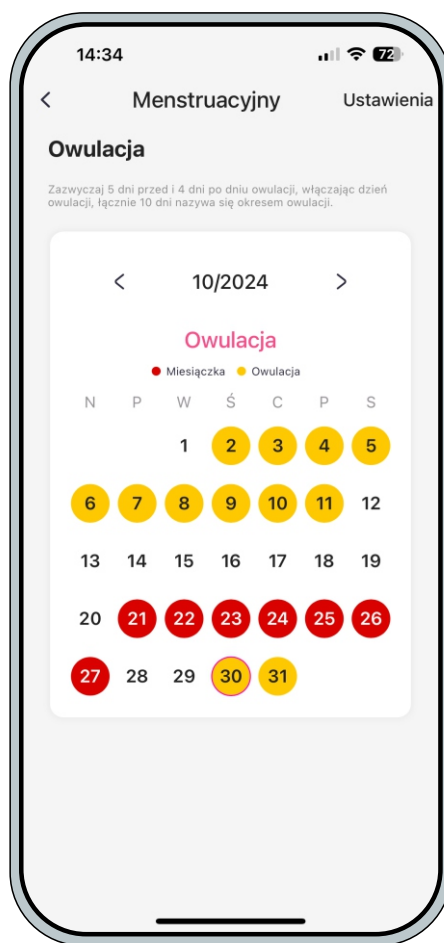 14:34 72
< Menstruacyjny Ustawienia
Owulacja
Zazwyczaj 5 dni przed i 4 dni po dniu owulacji, włączając dzień
owulacji, łącznie 10 dni nazywa się okresem owulacji.
< 10/2024 >
Owulacja
Miesiączka Owulacja
N P W Ś C P S
1 2 3 4 5
6 7 8 9 10 11 12
13 14 15 16 17 18 19
20 21 22 23 24 25 26
27 28 29 30 31